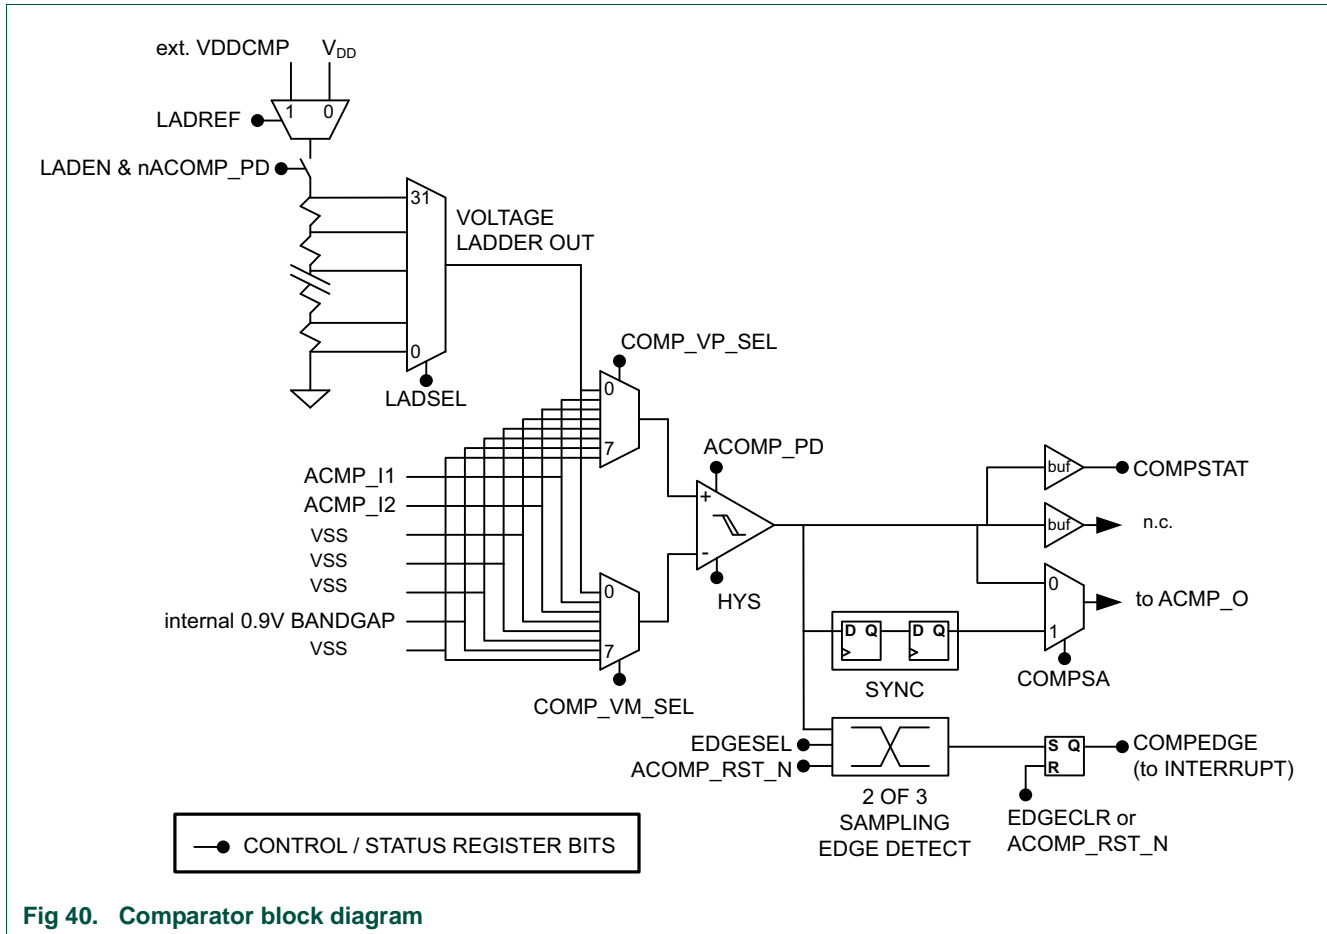 ext. VDDCMP
VDD
1
0
LADREF
LADEN & nACOMP_PD
31
VOLTAGE
LADDER OUT
0
LADSEL
COMP_VP_SEL
0
7
ACMP_I1
ACMP_I2
VSS
VSS
VSS
internal 0.9V BANDGAP
VSS
0
7
COMP_VM_SEL
ACOMP_PD
+
-
HYS
buf
COMPSTAT
buf
n.c.
0
1
to ACMP_O
COMPSA
D Q
D Q
SYNC
EDGESEL
ACOMP_RST_N
2 OF 3
SAMPLING
EDGE DETECT
S Q
R
COMPEDGE
(to INTERRUPT)
EDGECLR or
ACOMP_RST_N
CONTROL / STATUS REGISTER BITS
Fig 40. Comparator block diagram